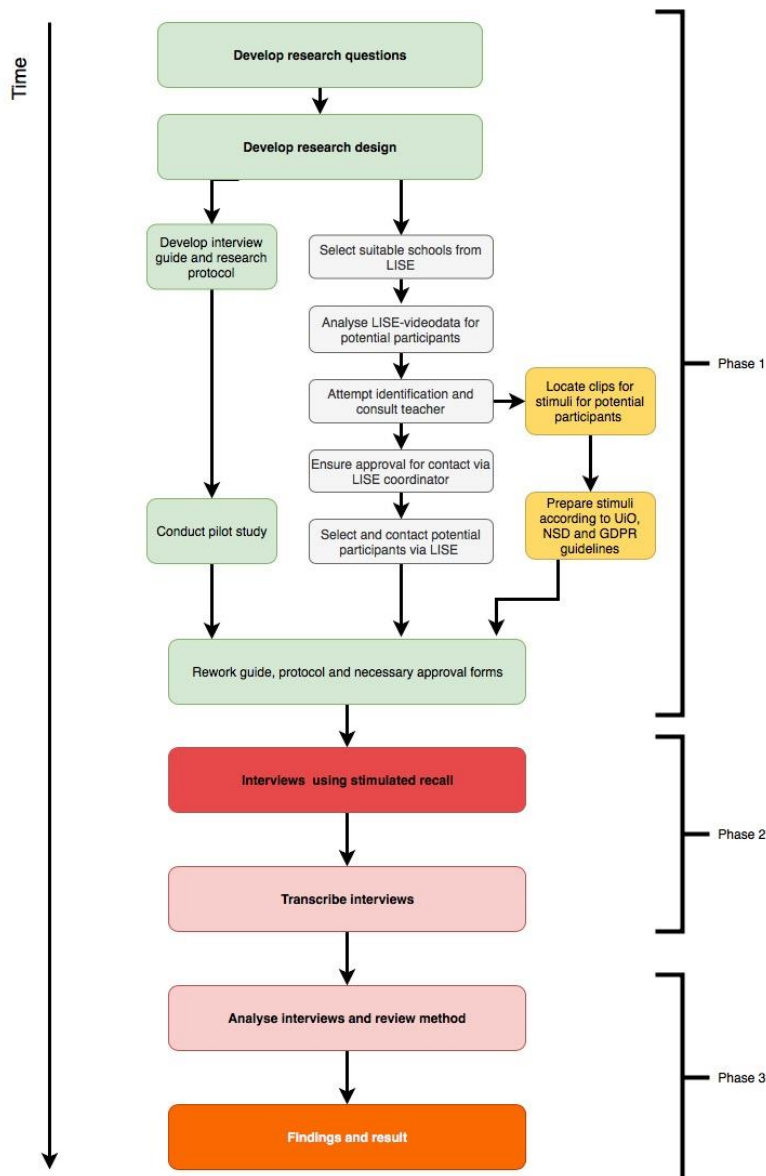 Time
Develop research questions
Develop research design
Develop interview
guide and research
protocol
Select suitable schools from
LISE
Analyse LISE-videodata for
potential participants
Attempt identification and
consult teacher
Locate clips for
stimuli for potential
participants
Ensure approval for contact via
LISE coordinator
Conduct pilot study
Select and contact potential
participants via LISE
Prepare stimuli
according to UiO,
NSD and GDPR
guidelines
Rework guide, protocol and necessary approval forms
Phase 1
Interviews using stimulated recall
Transcribe interviews
Phase 2
Analyse interviews and review method
Findings and result
Phase 3